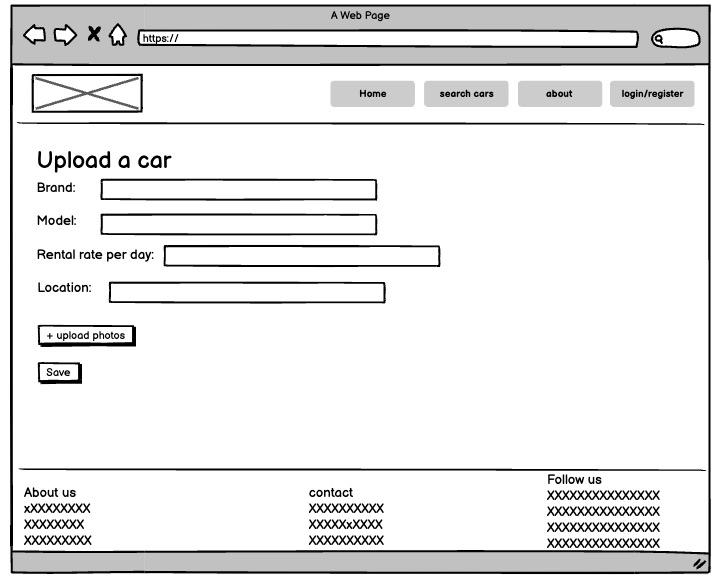 A Web Page
https://
Home
search cars
about
login/register
Upload a car
Brand:
Model:
Rental rate per day:
Location:
+ upload photos
Save
About us
xXXXXXXXX
XXXXXXXX
XXXXXXXXX
contact
XXXXXXXXXX
XXXXXxXXXX
XXXXXXXXXX
Follow us
XXXXXXXXXXXXXXX
XXXXXXXXXXXXXXX
XXXXXXXXXXXXXXX
XXXXXXXXXXXXXXX